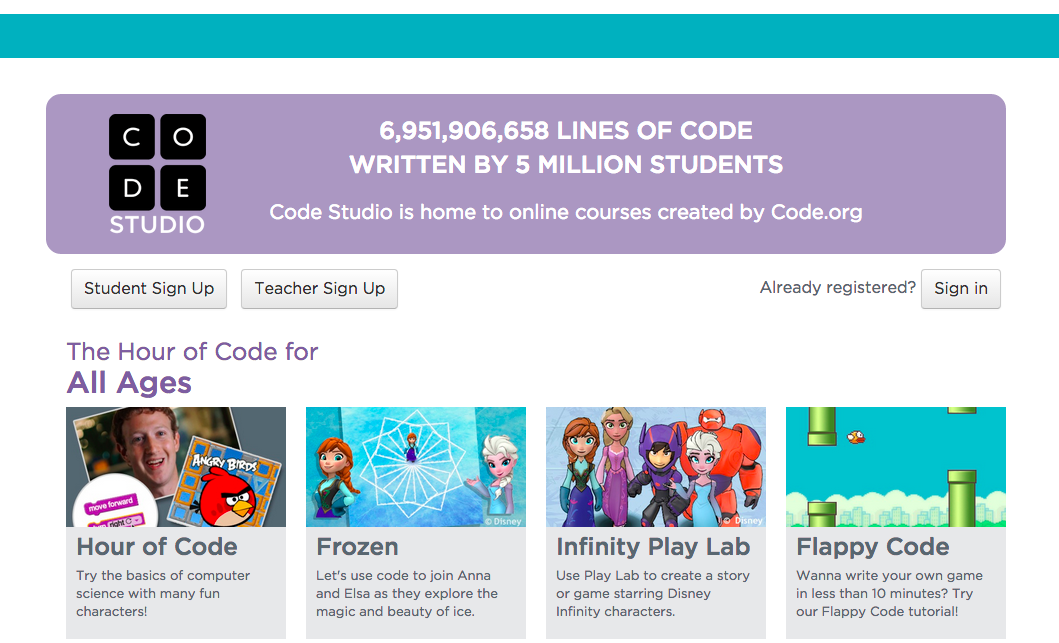 C O
D E
STUDIO
6,951,906,658 LINES OF CODE
WRITTEN BY 5 MILLION STUDENTS
Code Studio is home to online courses created by Code.org
Student Sign Up
Teacher Sign Up
Already registered?
Sign in
The Hour of Code for
All Ages
ANGRY BIRDS
move forward
right
© Disney
© Disney
Hour of Code
Try the basics of computer
science with many fun
characters!
Frozen
Let's use code to join Anna
and Elsa as they explore the
magic and beauty of ice.
Infinity Play Lab
Use Play Lab to create a story
or game starring Disney
Infinity characters.
Flappy Code
Wanna write your own game
in less than 10 minutes? Try
our Flappy Code tutorial!